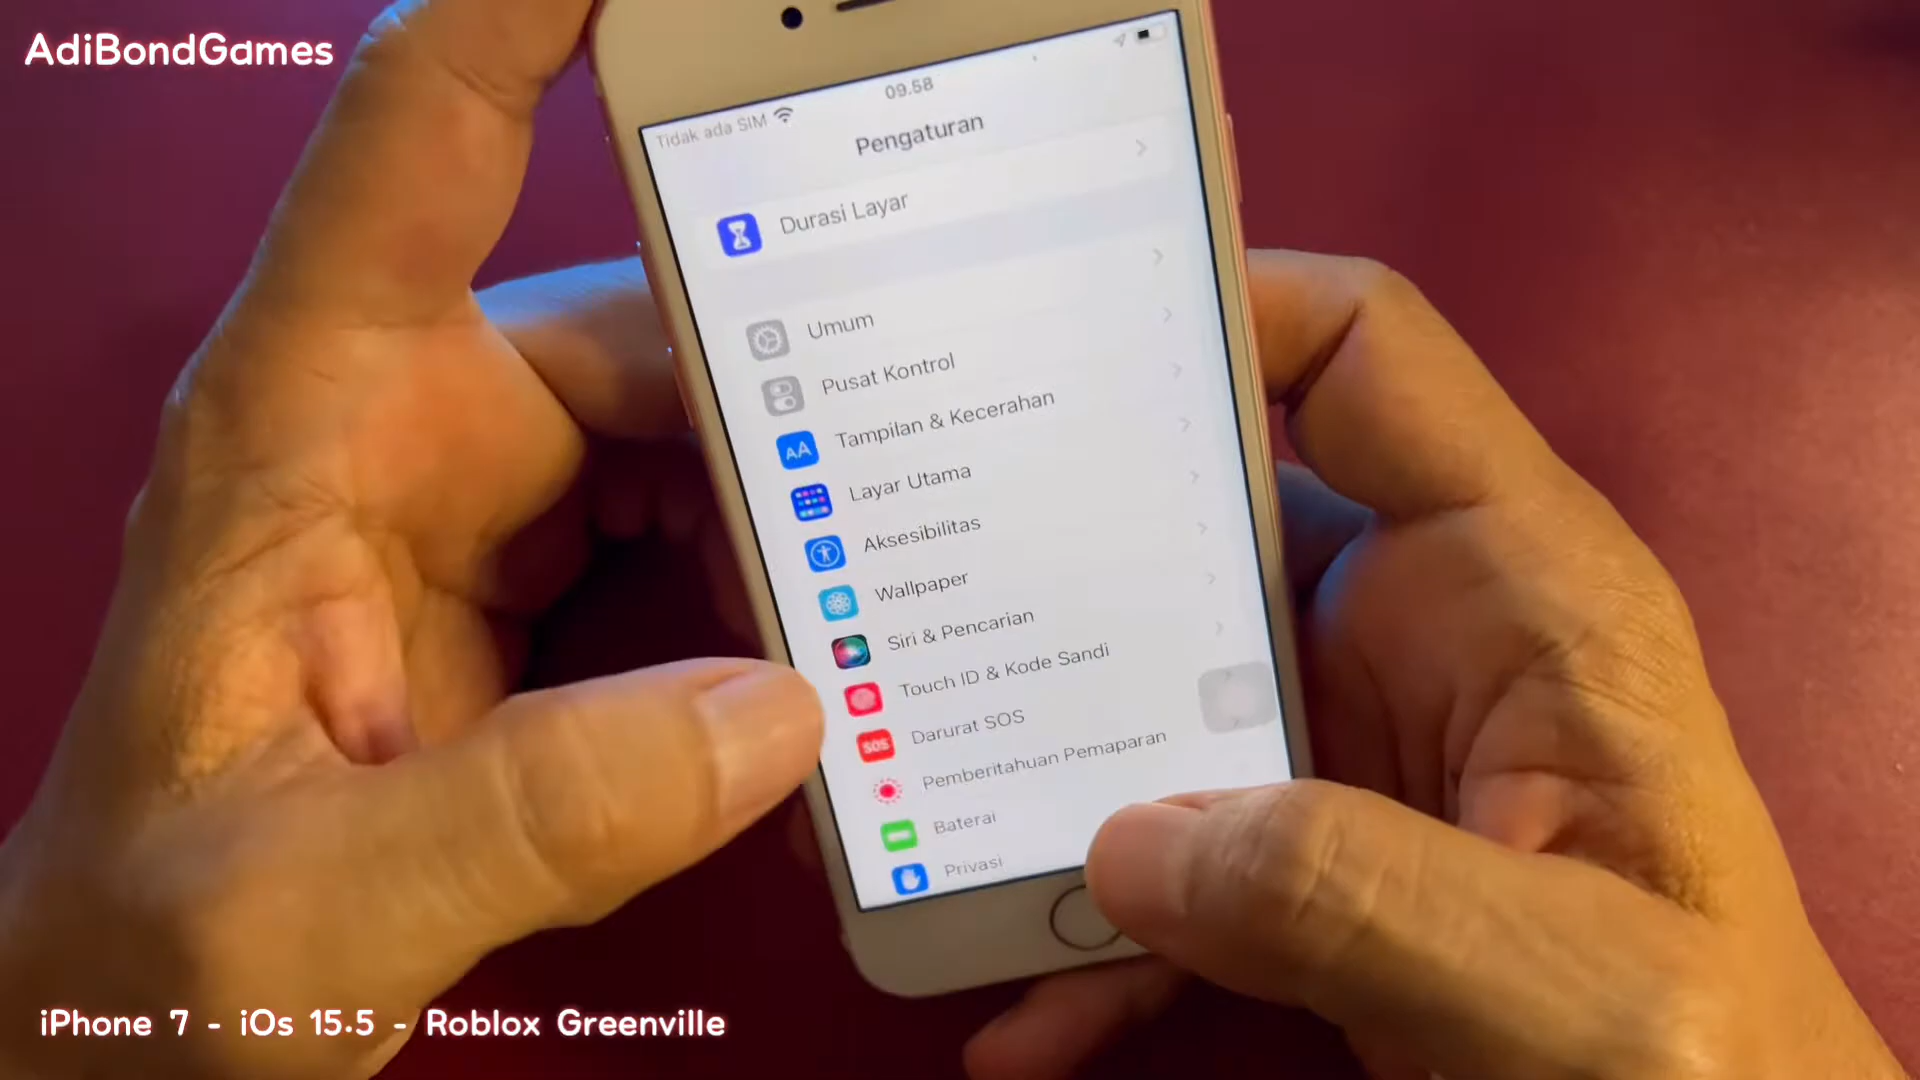 AdiBondGames
Tidak ada SIM
09.58
Pengaturan
Durasi Layar
Umum
Pusat Kontrol
AA
Tampilan & Kecerahan
Layar Utama
Aksesibilitas
Wallpaper
Siri & Pencarian
Touch ID & Kode Sandi
SOS
Darurat SOS
Pemberitahuan Pemaparan
Baterai
Privasi
iPhone 7 - iOs 15.5 - Roblox Greenville